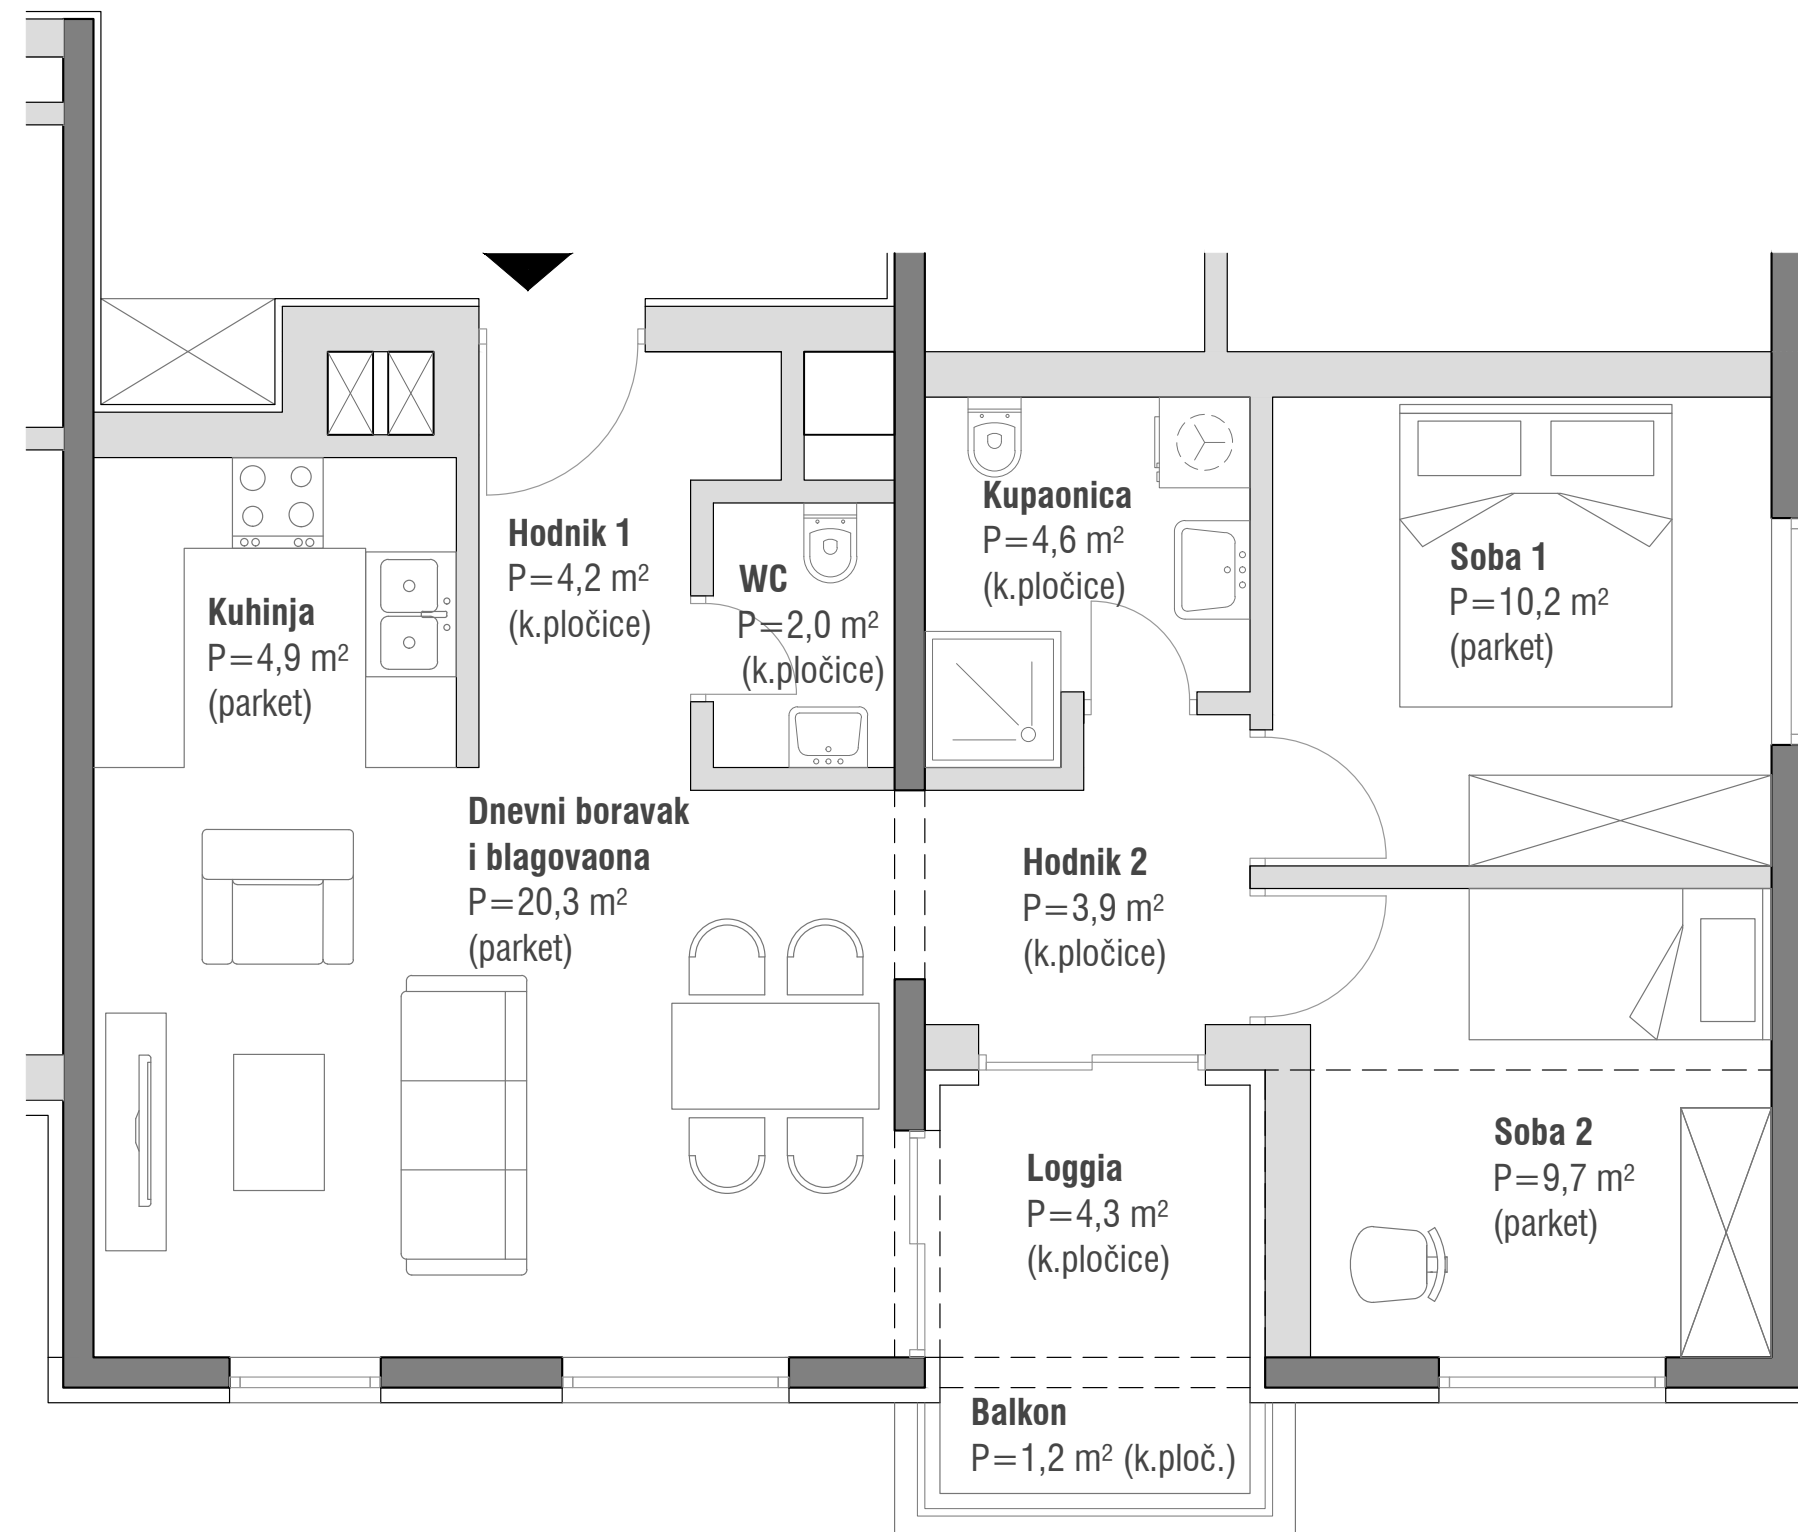 Hodnik 1
P=4,2 m²
(k.pločice)
WC
P=2,0 m²
(k.pločice)
Kupaonica
P=4,6 m²
(k.pločice)
Soba 1
P=10,2 m²
(parket)
Kuhinja
P=4,9 m²
(parket)
Dnevni boravak
i blagovaona
P=20,3 m²
(parket)
Hodnik 2
P=3,9 m²
(k.pločice)
Soba 2
P=9,7 m²
(parket)
Loggia
P=4,3 m²
(k.pločice)
Balkon
P=1,2 m² (k.ploč.)